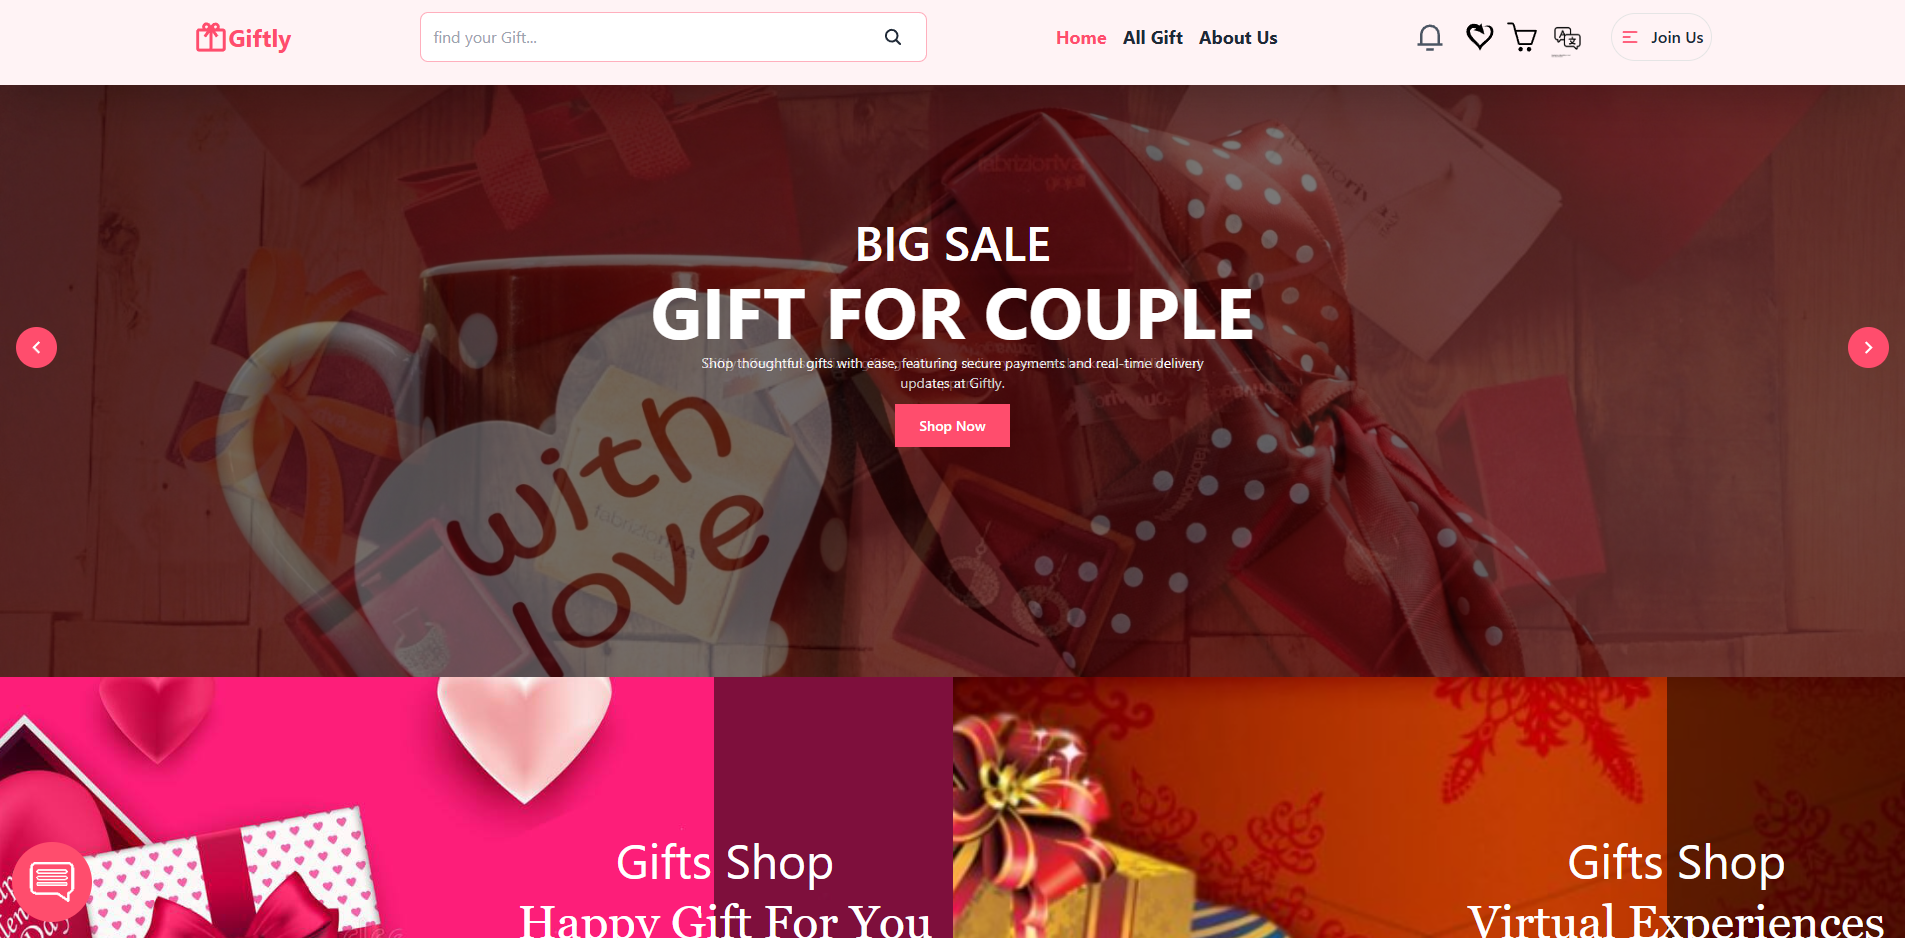 Giftly
find your Gift...
Home
All Gift
About Us
Join Us
BIG SALE
GIFT FOR COUPLE
Shop thoughtful gifts with ease, featuring secure payments and real-time delivery
updates at Giftly.
Shop Now
with
love
fabrizioriva
Gifts Shop
Happy Gift For You
Gifts Shop
Virtual Experiences